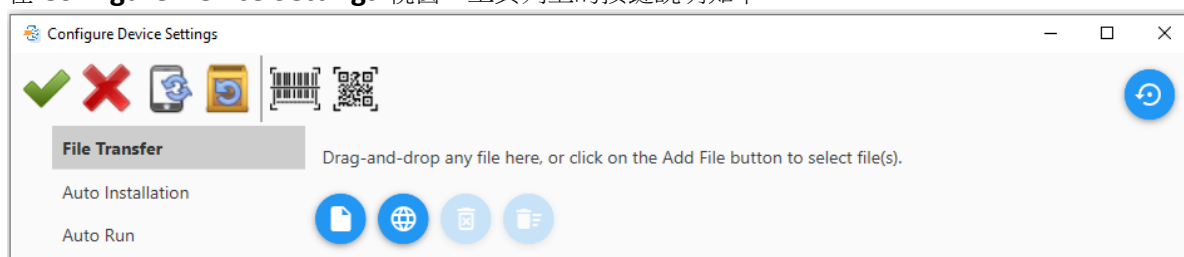 Configure Device Settings
File Transfer
Drag-and-drop any file here, or click on the Add File button to select file(s).
Auto Installation
Auto Run